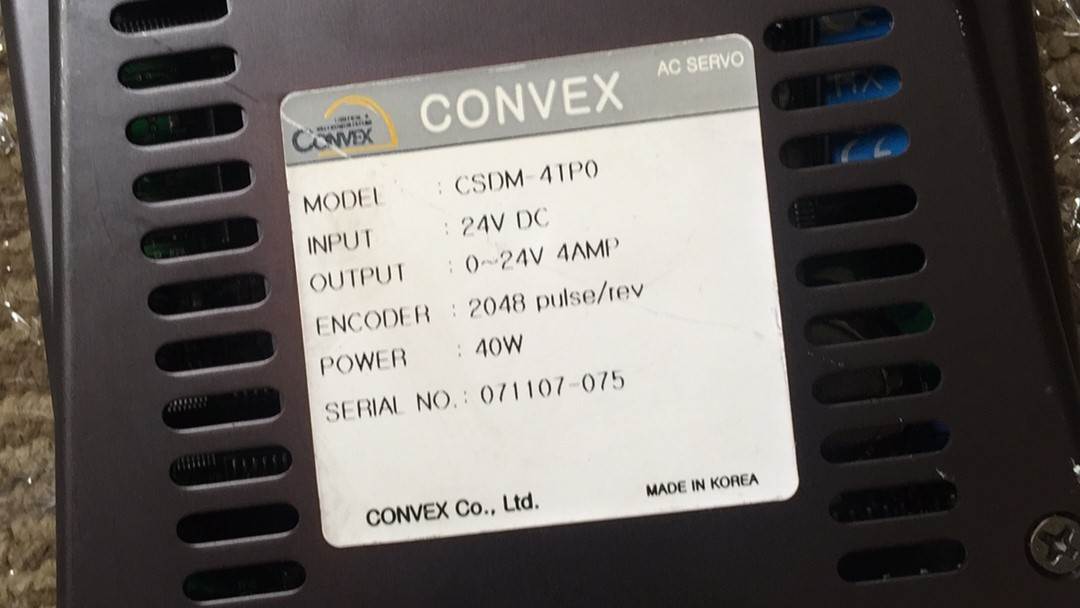 CONVEX
CONVEX
AC SERVO
MODEL : CSDM-4TP0
INPUT : 24V DC
OUTPUT : 0~24V 4AMP
ENCODER : 2048 pulse/rev
POWER : 40W
SERIAL NO.: 071107-075
CONVEX Co., Ltd.
MADE IN KOREA